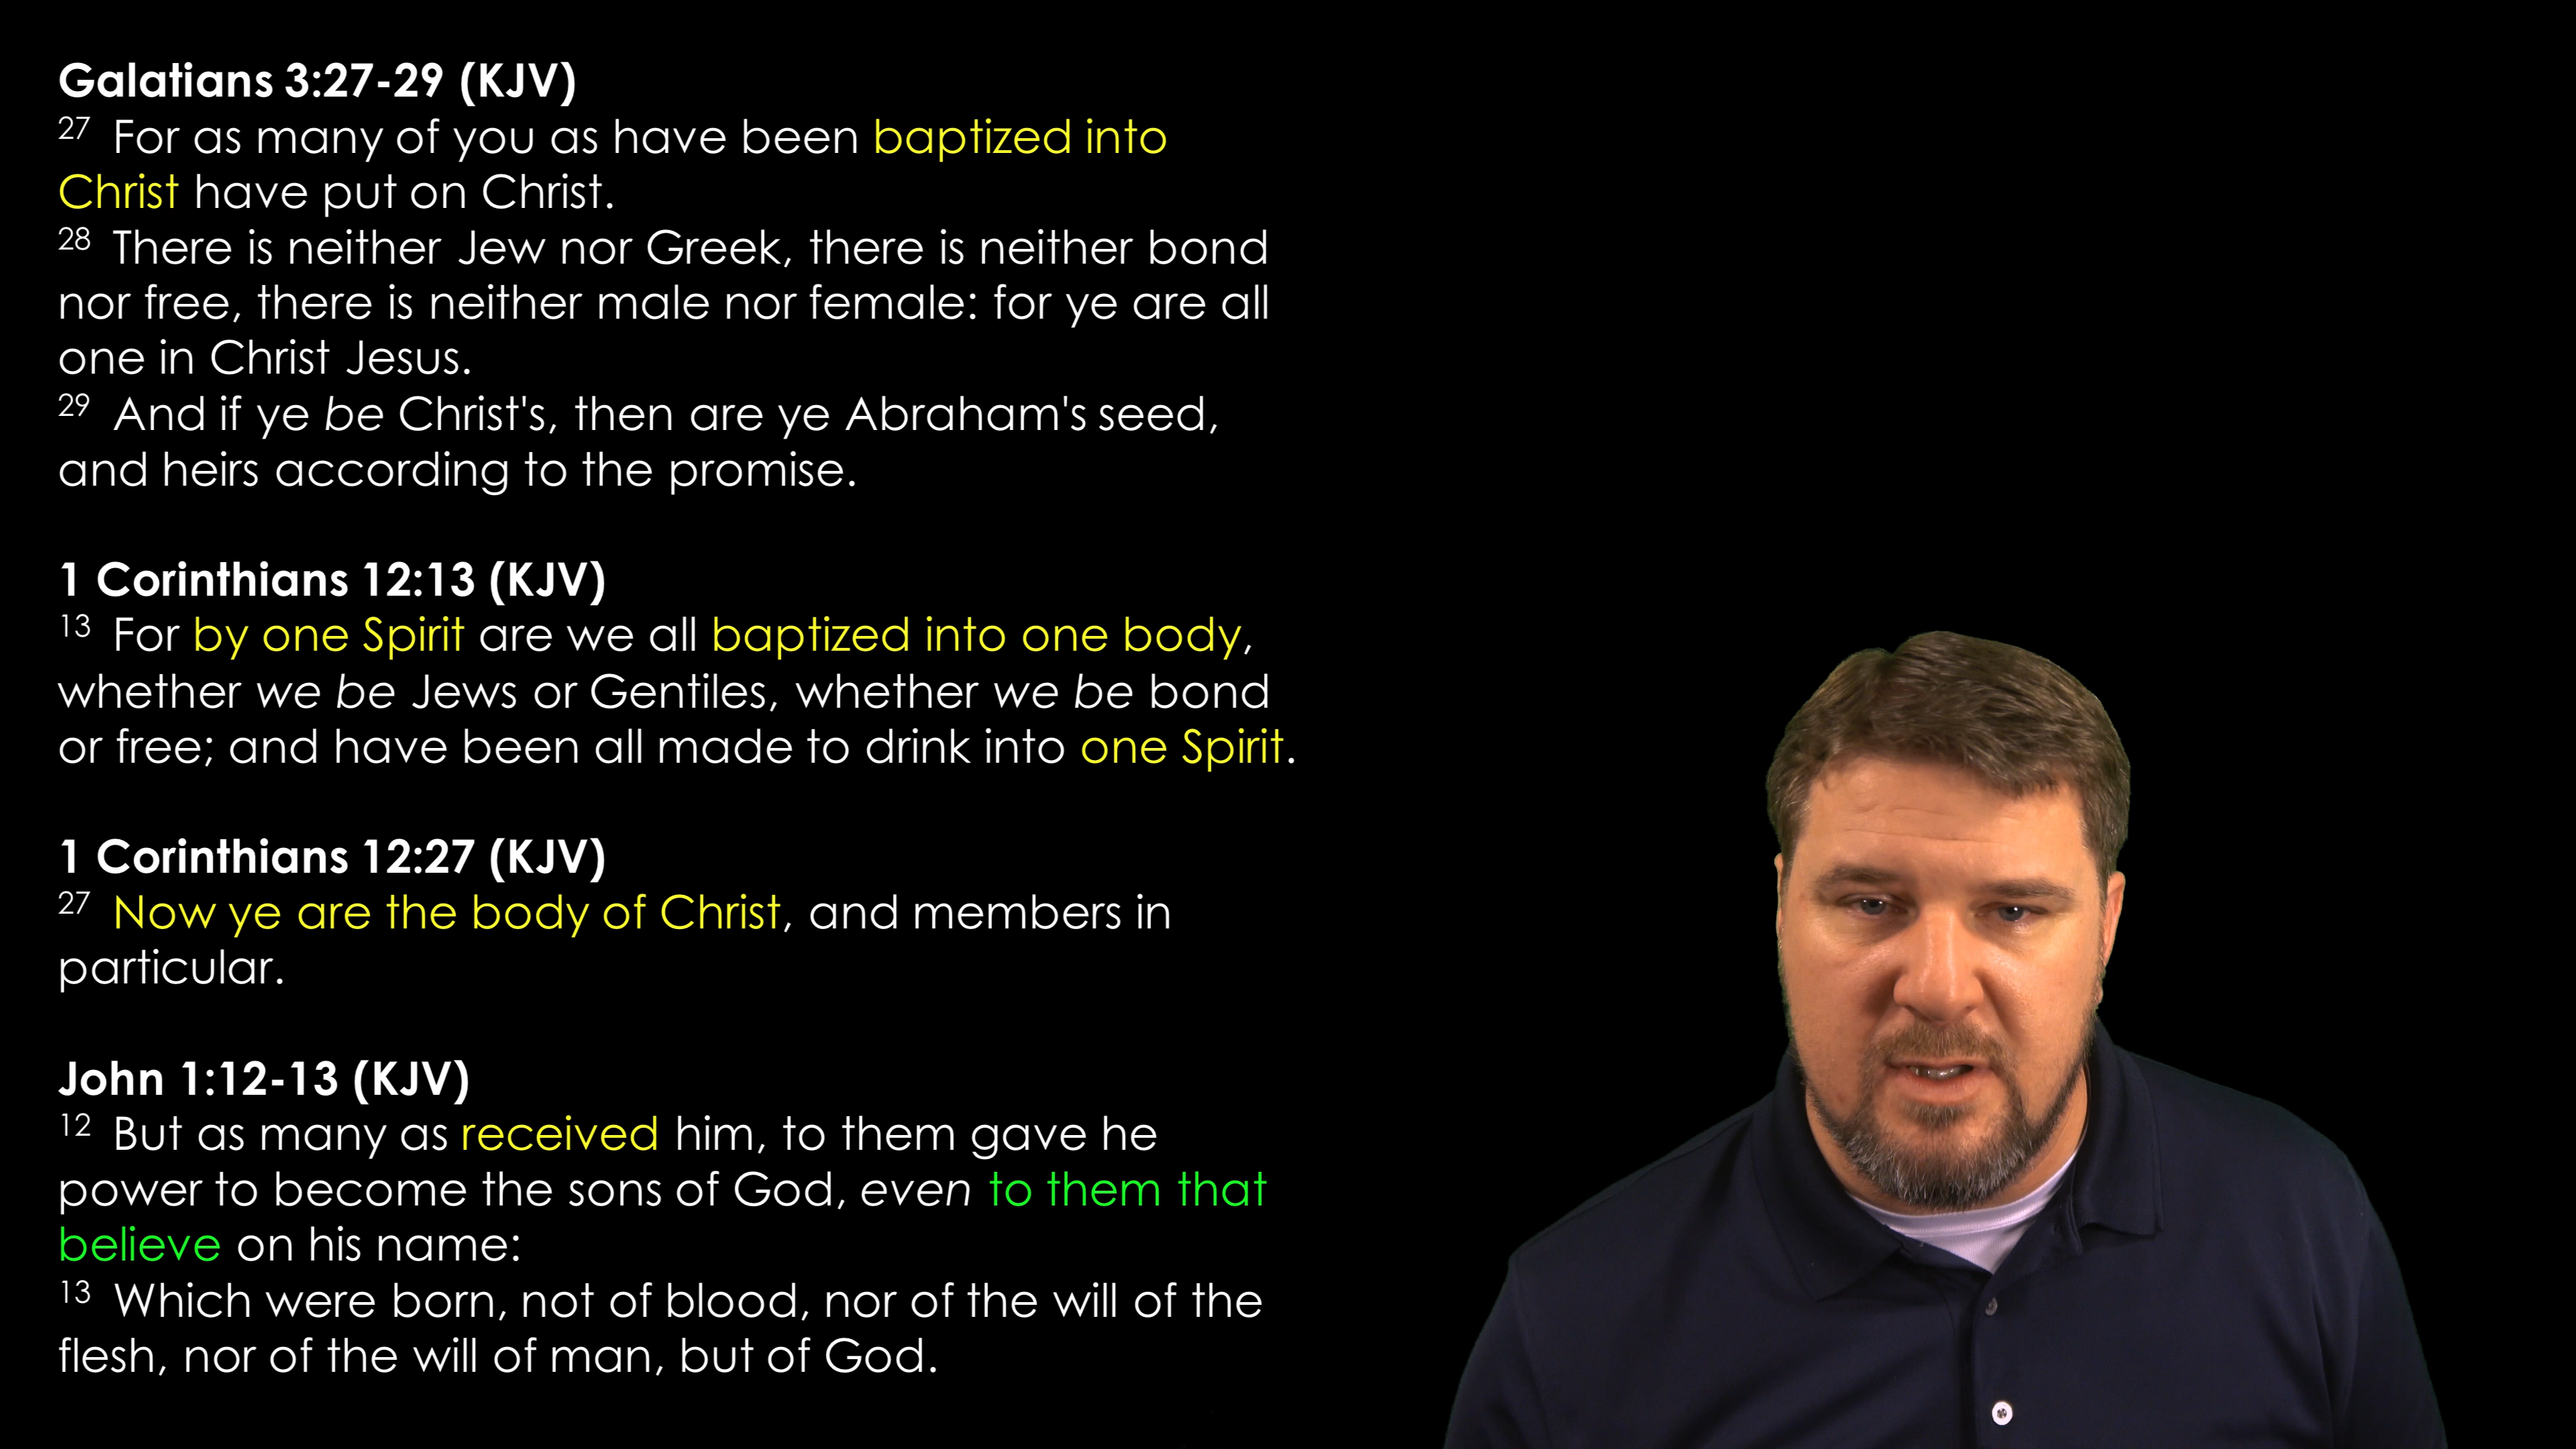 Galatians 3:27-29 (KJV)
27 For as many of you as have been baptized into
Christ have put on Christ.
28 There is neither Jew nor Greek, there is neither bond
nor free, there is neither male nor female: for ye are all
one in Christ Jesus.
29 And if ye be Christ's, then are ye Abraham's seed,
and heirs according to the promise.
1 Corinthians 12:13 (KJV)
13 For by one Spirit are we all baptized into one body,
whether we be Jews or Gentiles, whether we be bond
or free; and have been all made to drink into one Spirit.
1 Corinthians 12:27 (KJV)
27 Now ye are the body of Christ, and members in
particular.
John 1:12-13 (KJV)
12 But as many as received him, to them gave he
power to become the sons of God, even to them that
believe on his name:
13 Which were born, not of blood, nor of the will of the
flesh, nor of the will of man, but of God.